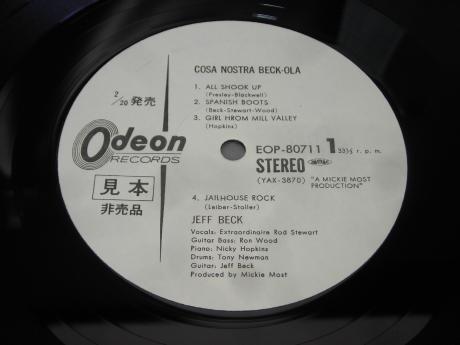 COSA NOSTRA BECK-OLA
2/20 発売
1. ALL SHOOK UP
(Presley-Blackwell)
2. SPANISH BOOTS
(Beck-Stewart-Wood)
3. GIRL HROM MILL VALLEY
(Hopkins)
Odeon
RECORDS
EOP-80711 1 33⅓ r. p. m.
STEREO
(YAX-3870) "A MICKIE MOST
PRODUCTION"
見本
非売品
4. JAILHOUSE ROCK
(Leiber-Stoller)
JEFF BECK
Vocals: Extraordinaire Rod Stewart
Guitar Bass: Ron Wood
Piano: Nicky Hopkins
Drums: Tony Newman
Guitar: Jeff Beck
Produced by Mickie Most